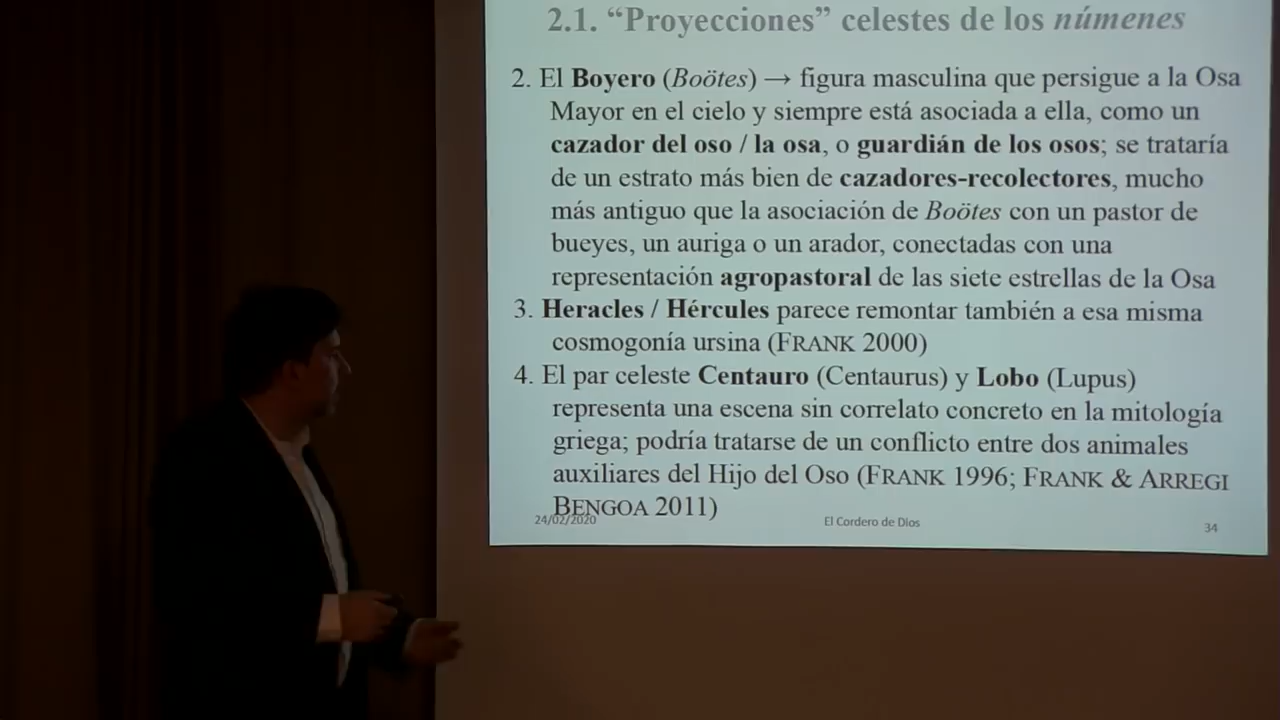 2.1. “Proyecciones” celestes de los númenes
2. El Boyero (Boötes) → figura masculina que persigue a la Osa
Mayor en el cielo y siempre está asociada a ella, como un
cazador del oso / la osa, o guardián de los osos; se trataría
de un estrato más bien de cazadores-recolectores, mucho
más antiguo que la asociación de Boötes con un pastor de
bueyes, un auriga o un arador, conectadas con una
representación agropastoral de las siete estrellas de la Osa
3. Heracles / Hércules parece remontar también a esa misma
cosmogonía ursina (FRANK 2000)
4. El par celeste Centauro (Centaurus) y Lobo (Lupus)
representa una escena sin correlato concreto en la mitología
griega; podría tratarse de un conflicto entre dos animales
auxiliares del Hijo del Oso (FRANK 1996; FRANK & ARREGI
BENGOA 2011)
24/02/2020 El Cordero de Dios 34